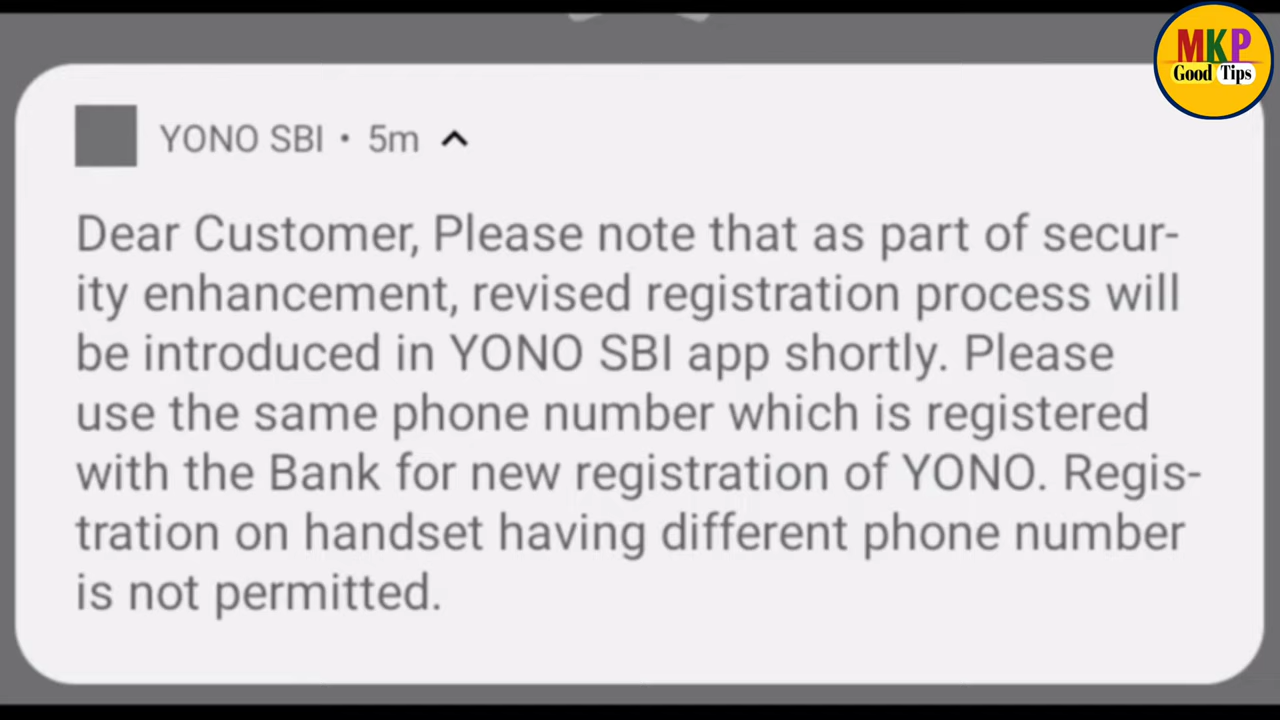 MKP
Good Tips
YONO SBI • 5m
Dear Customer, Please note that as part of secur-
ity enhancement, revised registration process will
be introduced in YONO SBI app shortly. Please
use the same phone number which is registered
with the Bank for new registration of YONO. Regis-
tration on handset having different phone number
is not permitted.